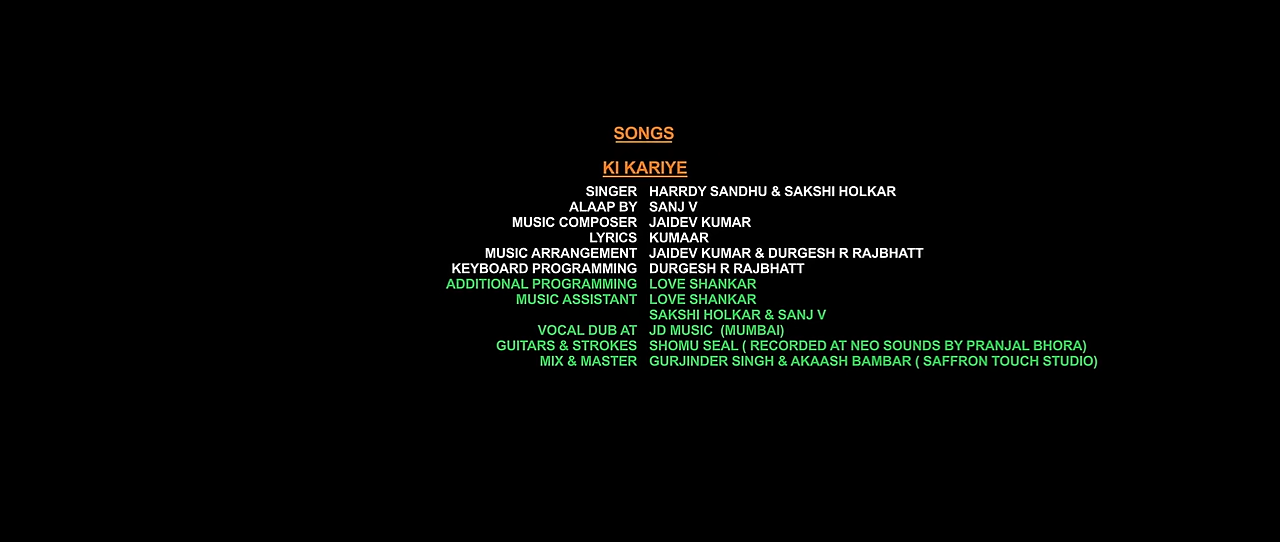 SONGS
KI KARIYE
SINGER HARRDY SANDHU & SAKSHI HOLKAR
ALAAP BY SANJ V
MUSIC COMPOSER JAIDEV KUMAR
LYRICS KUMAAR
MUSIC ARRANGEMENT JAIDEV KUMAR & DURGESH R RAJBHATT
KEYBOARD PROGRAMMING DURGESH R RAJBHATT
ADDITIONAL PROGRAMMING LOVE SHANKAR
MUSIC ASSISTANT LOVE SHANKAR
SAKSHI HOLKAR & SANJ V
VOCAL DUB AT JD MUSIC (MUMBAI)
GUITARS & STROKES SHOMU SEAL ( RECORDED AT NEO SOUNDS BY PRANJAL BHORA)
MIX & MASTER GURJINDER SINGH & AKAASH BAMBAR ( SAFFRON TOUCH STUDIO)